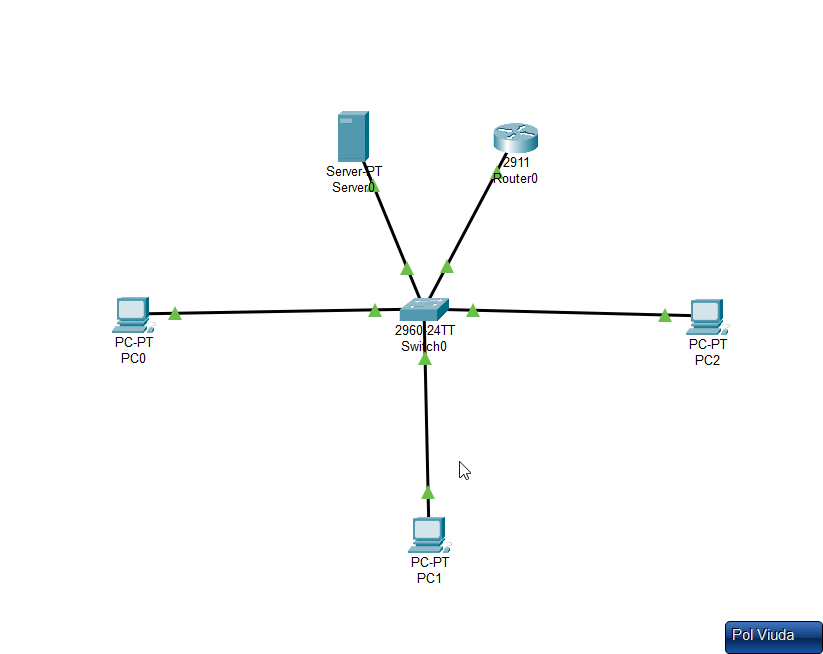 Server-PT
Server0
2911
Router0
PC-PT
PC0
2960-24TT
Switch0
PC-PT
PC2
PC-PT
PC1
Pol Viuda